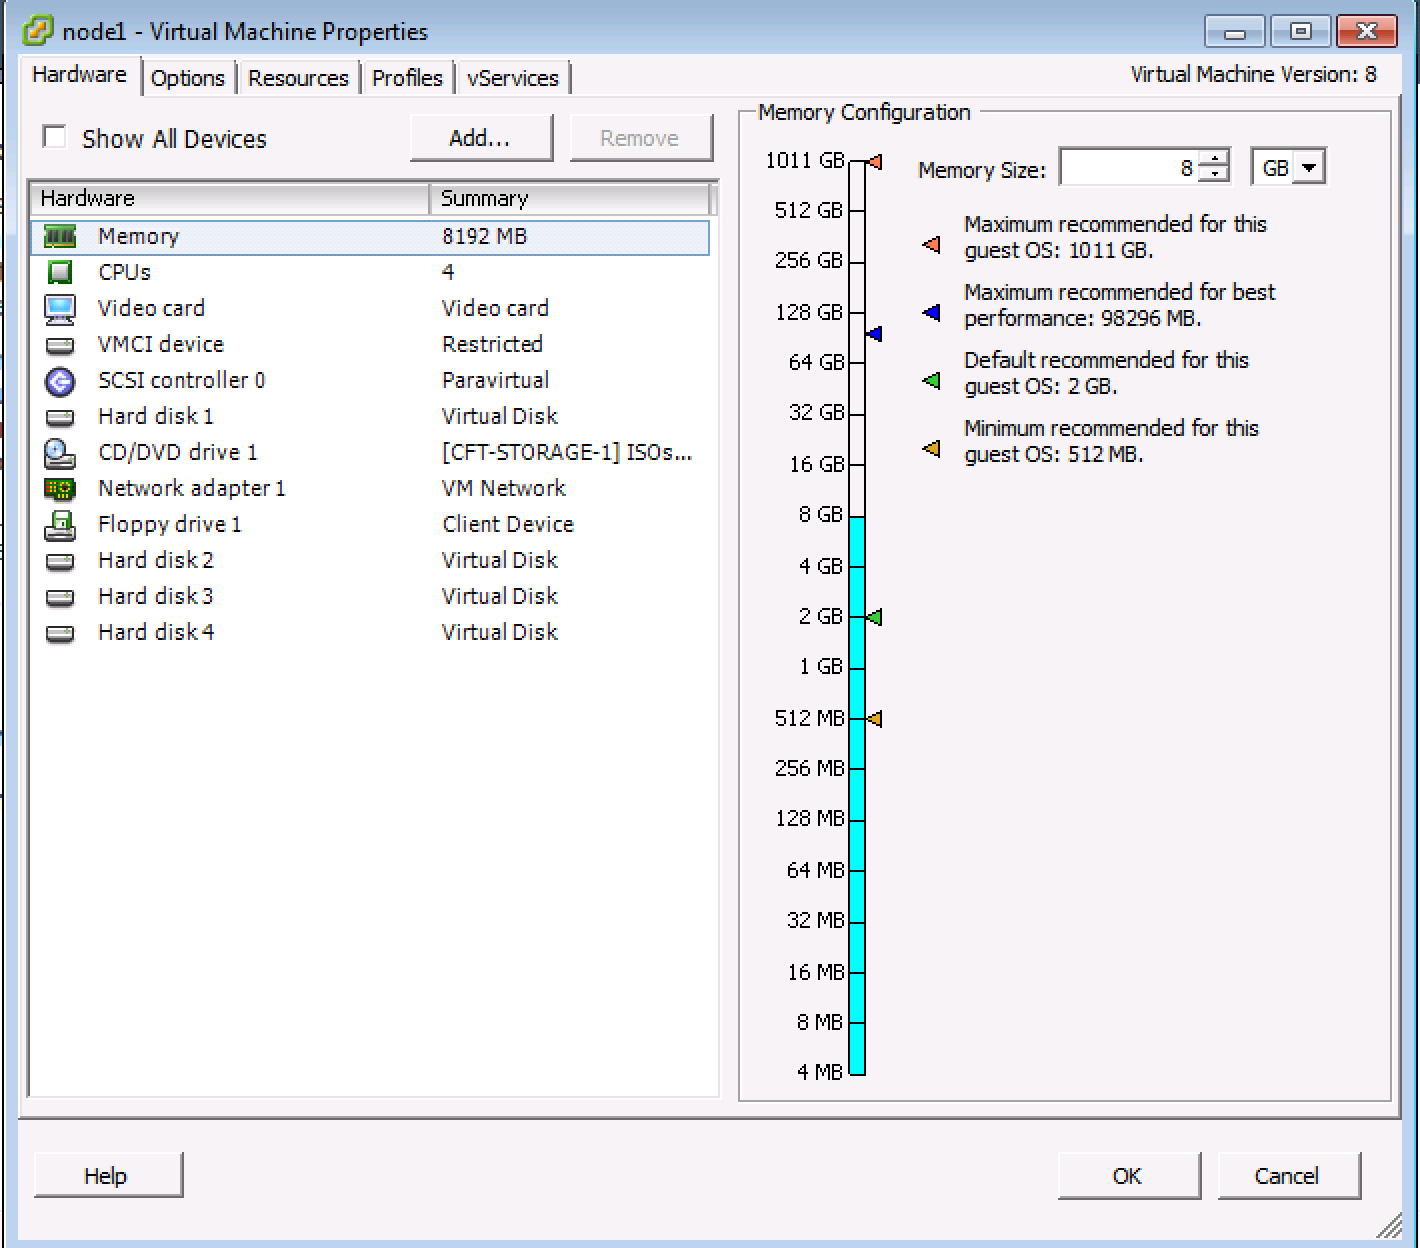 node1 - Virtual Machine Properties
Hardware Options Resources Profiles vServices Virtual Machine Version: 8
Show All Devices Add... Remove
Hardware Summary
Memory 8192 MB
CPUs 4
Video card Video card
VMCI device Restricted
SCSI controller 0 Paravirtual
Hard disk 1 Virtual Disk
CD/DVD drive 1 [CFT-STORAGE-1] ISOs...
Network adapter 1 VM Network
Floppy drive 1 Client Device
Hard disk 2 Virtual Disk
Hard disk 3 Virtual Disk
Hard disk 4 Virtual Disk
Memory Configuration
1011 GB
512 GB
256 GB
128 GB
64 GB
32 GB
16 GB
8 GB
4 GB
2 GB
1 GB
512 MB
256 MB
128 MB
64 MB
32 MB
16 MB
8 MB
4 MB
Memory Size: 8 GB
Maximum recommended for this
guest OS: 1011 GB.
Maximum recommended for best
performance: 98296 MB.
Default recommended for this
guest OS: 2 GB.
Minimum recommended for this
guest OS: 512 MB.
Help OK Cancel